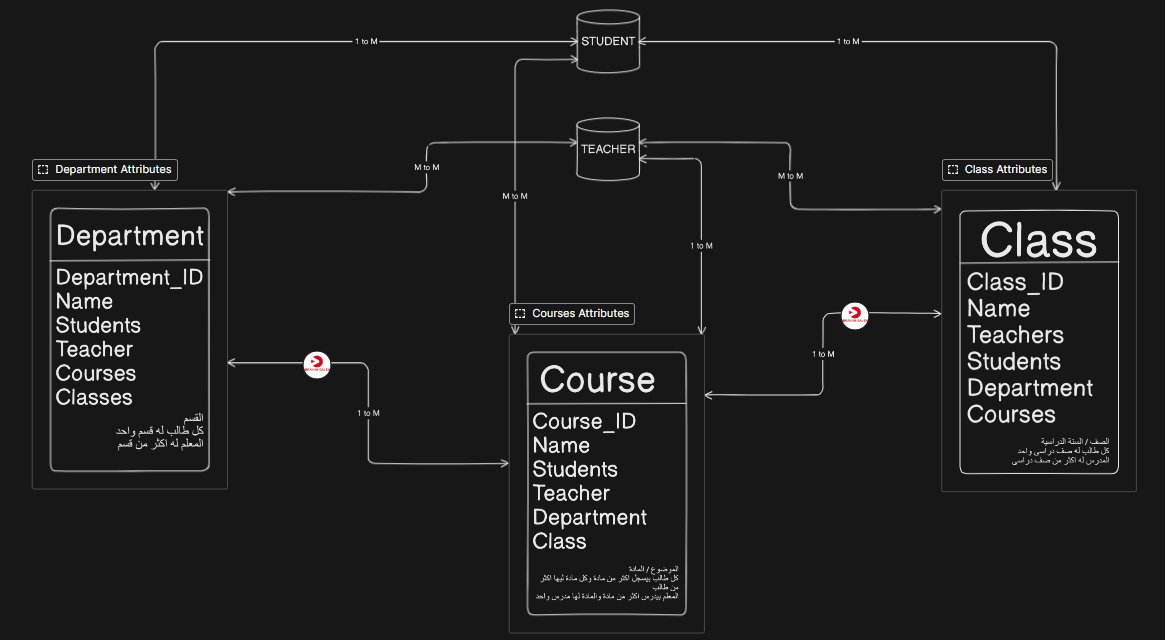 1 to M
STUDENT
1 to M
TEACHER
M to M
M to M
M to M
1 to M
Department Attributes
Department
Department_ID
Name
Students
Teacher
Courses
Classes
القسم
كل طالب له قسم واحد
المعلم له اكثر من قسم
1 to M
Courses Attributes
Course
Course_ID
Name
Students
Teacher
Department
Class
الموضوع / المادة
كل طالب بيسجل اكثر من مادة وكل مادة ليها اكثر
من طالب
المعلم بيدرس اكثر من مادة والمادة لها مدرس واحد
1 to M
Class Attributes
Class
Class_ID
Name
Teachers
Students
Department
Courses
الصف / السنة الدراسية
كل طالب له صف دراسى واحد
المدرس له اكثر من صف دراسى